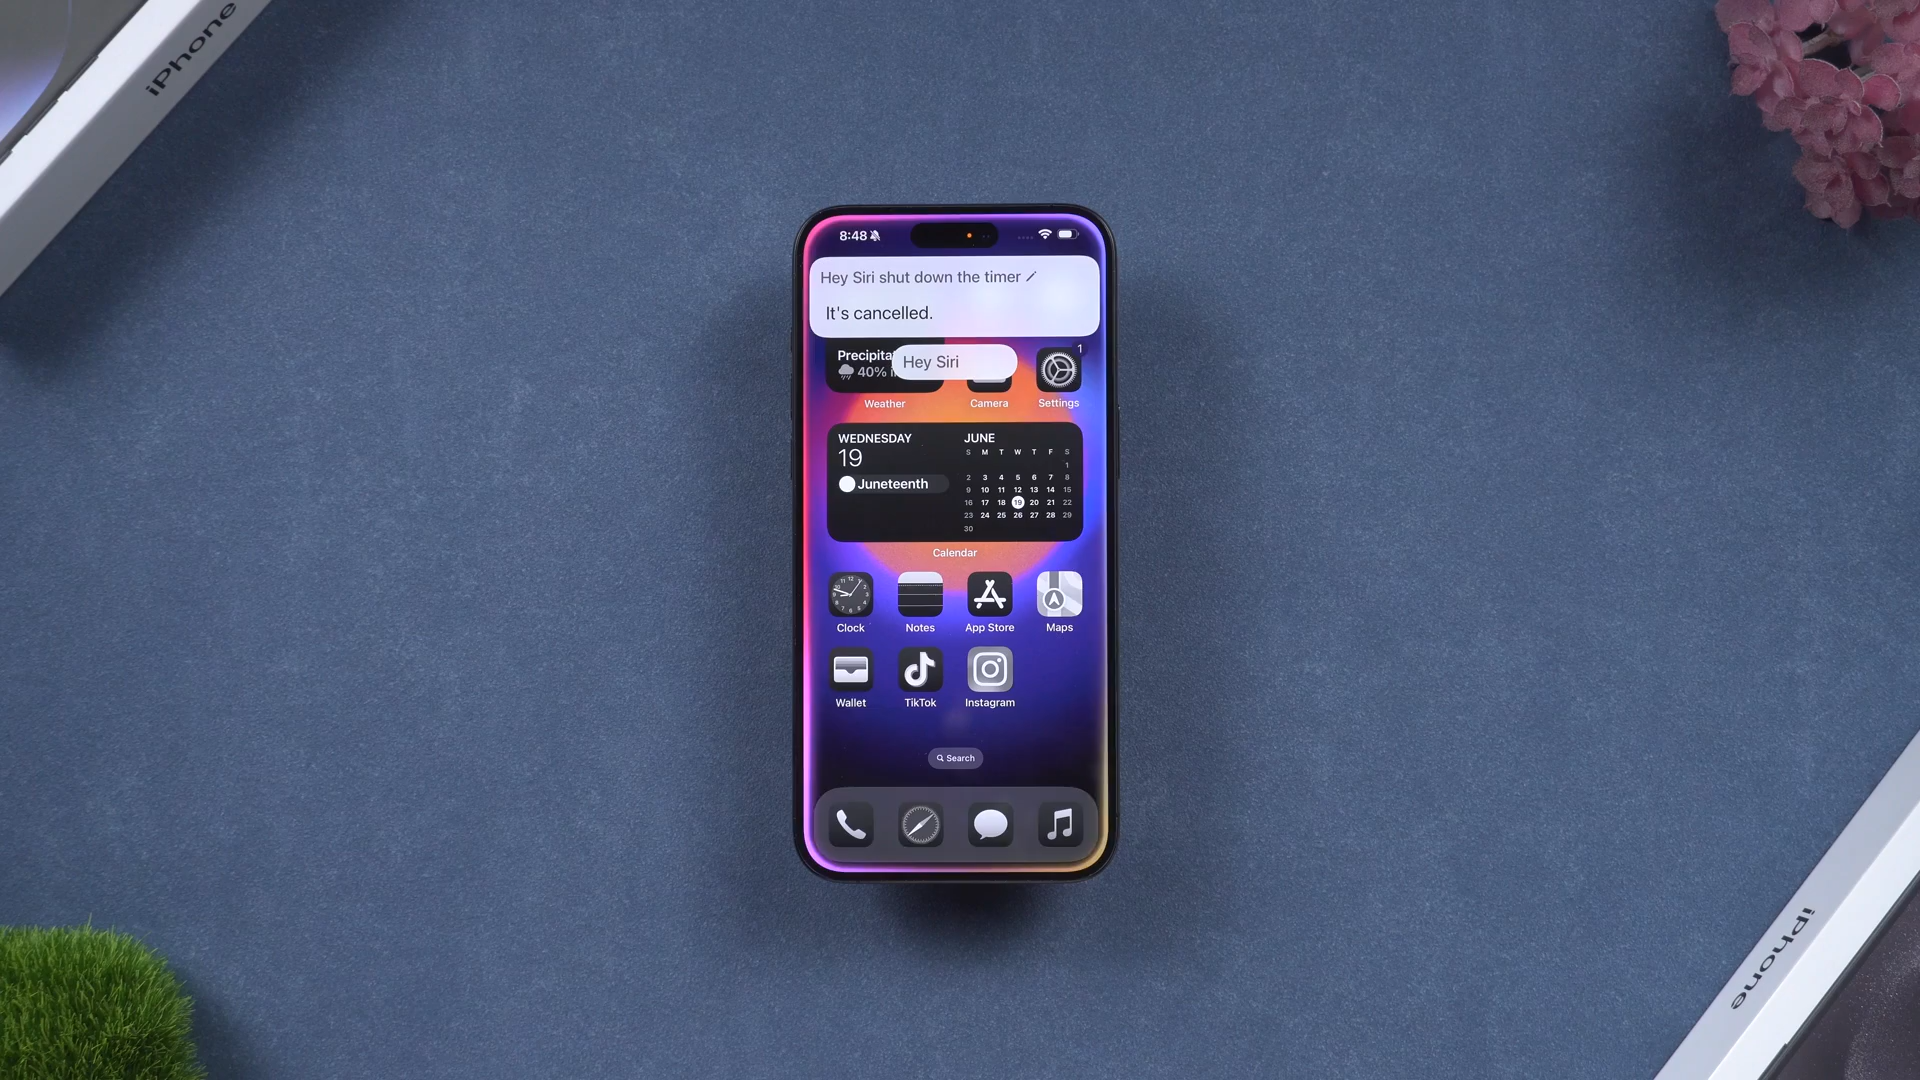 iPhone
8:48
Hey Siri shut down the timer
It's cancelled.
Precipita
40% i
Hey Siri
1
Weather
Camera
Settings
WEDNESDAY
19
Juneteenth
JUNE
S M T W T F S
1
2 3 4 5 6 7 8
9 10 11 12 13 14 15
16 17 18 19 20 21 22
23 24 25 26 27 28 29
30
Calendar
Clock
Notes
App Store
Maps
Wallet
TikTok
Instagram
Search
iPhone